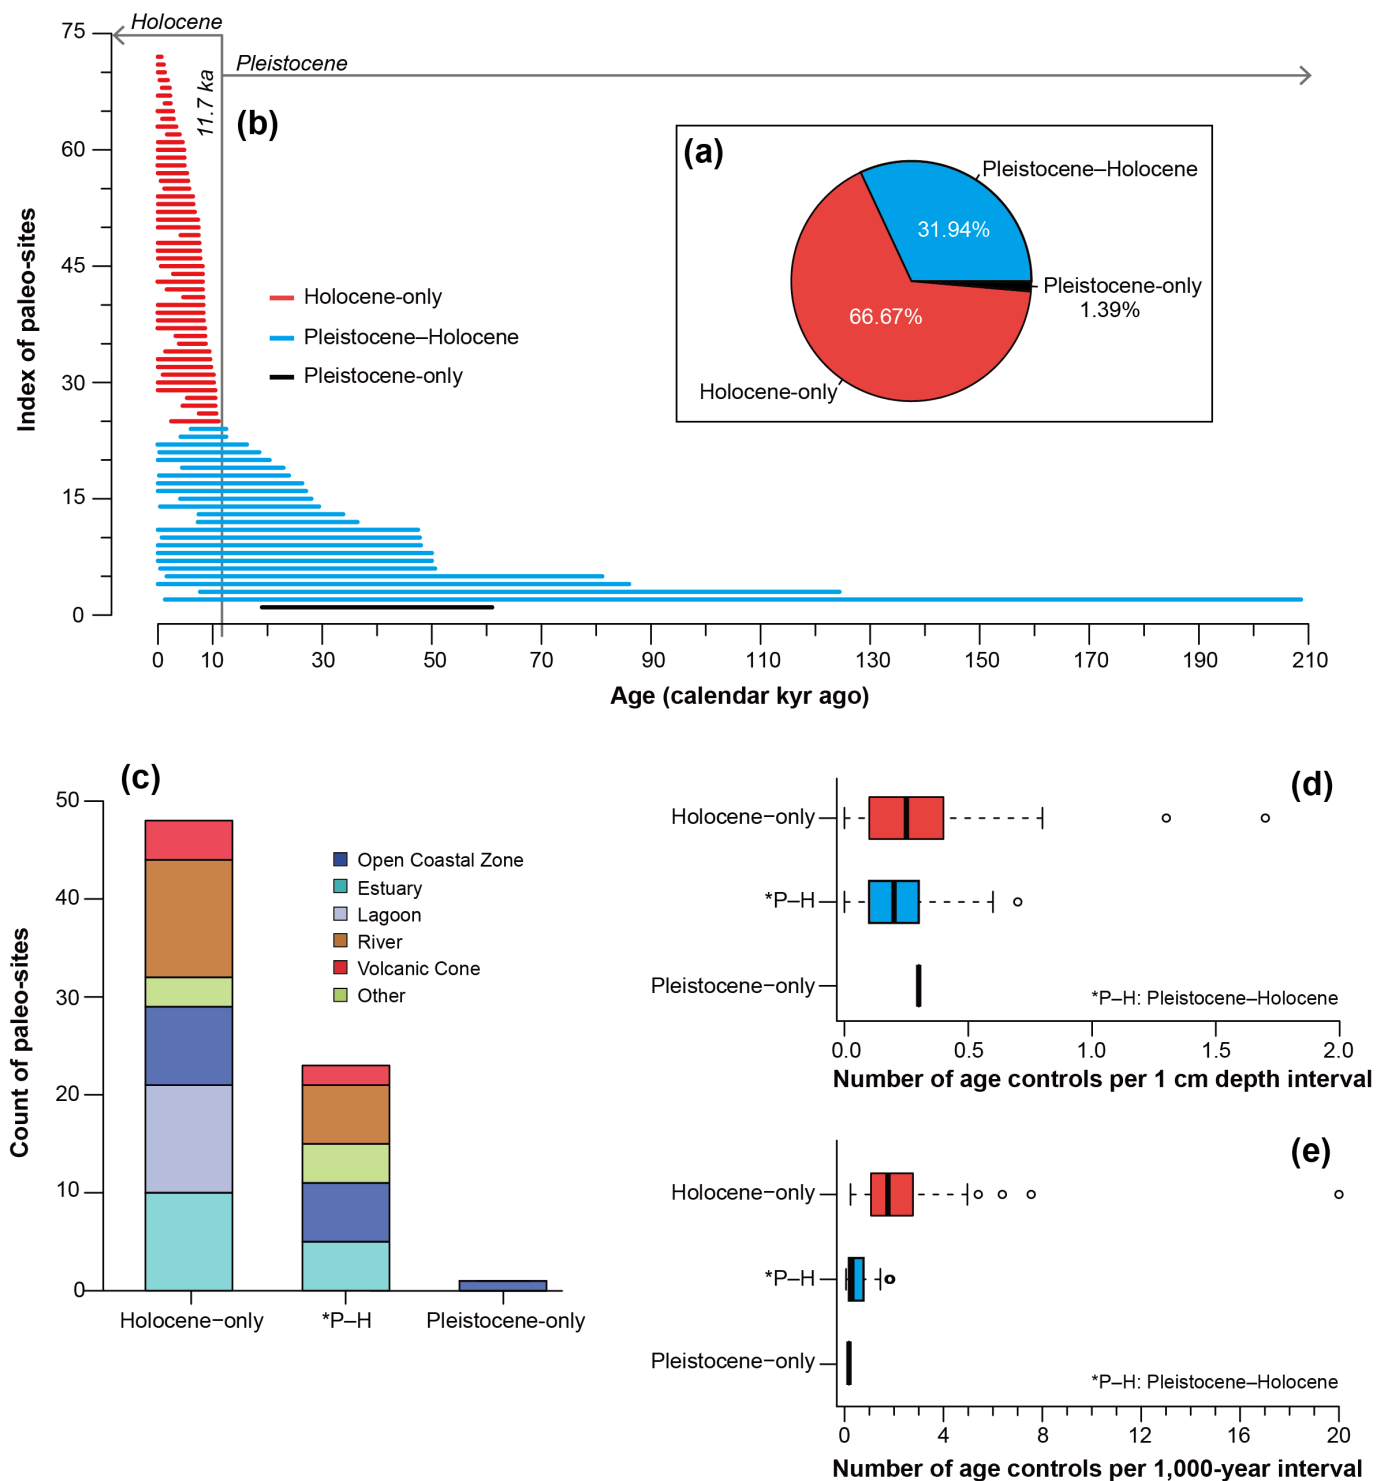 75
Holocene
Pleistocene
11.7 ka
(b)
60
45
30
15
0
Index of paleo-sites
Holocene-only
Pleistocene–Holocene
Pleistocene-only
(a)
Pleistocene–Holocene
31.94%
Pleistocene-only
1.39%
66.67%
Holocene-only
0 10 30 50 70 90 110 130 150 170 190 210
Age (calendar kyr ago)
(c)
50
40
30
20
10
0
Count of paleo-sites
Open Coastal Zone
Estuary
Lagoon
River
Volcanic Cone
Other
Holocene−only *P–H Pleistocene-only
(d)
Holocene−only
*P–H
Pleistocene−only
*P–H: Pleistocene–Holocene
0.0 0.5 1.0 1.5 2.0
Number of age controls per 1 cm depth interval
(e)
Holocene−only
*P–H
Pleistocene−only
*P–H: Pleistocene–Holocene
0 4 8 12 16 20
Number of age controls per 1,000-year interval